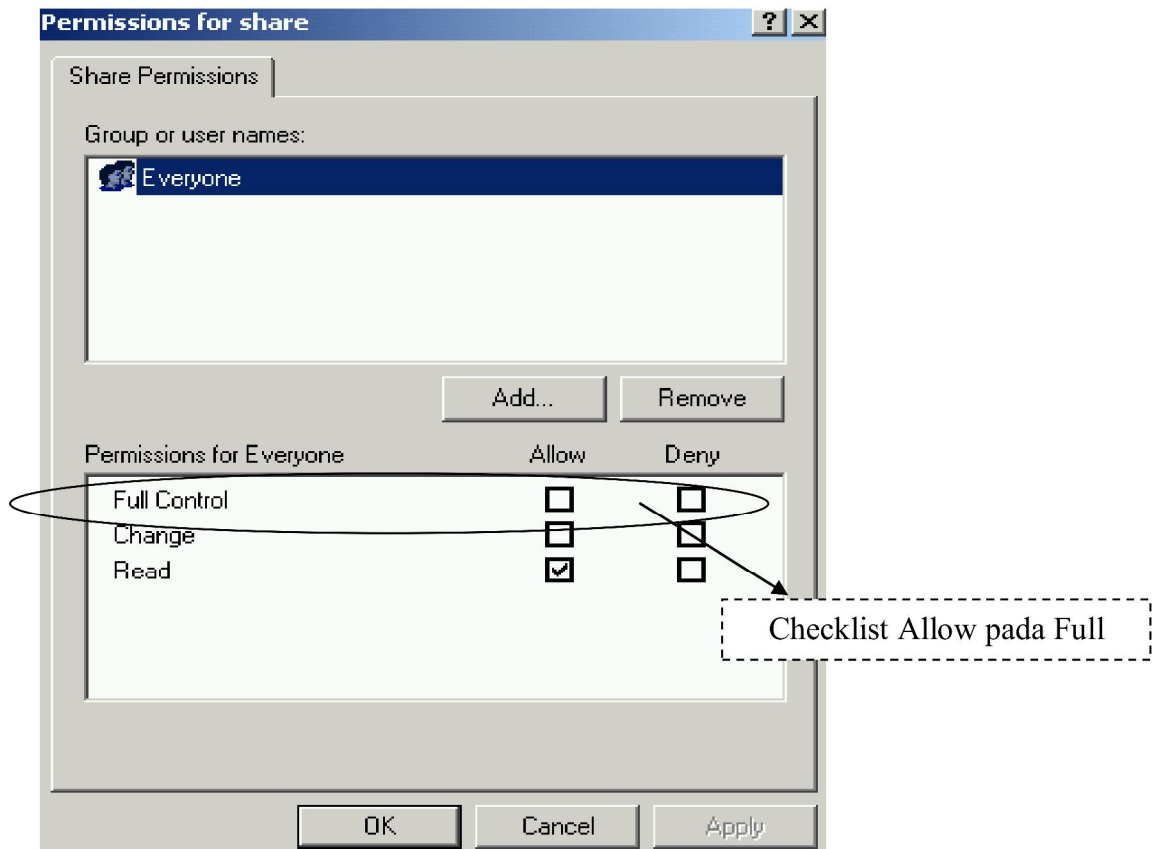 Permissions for share
Share Permissions
Group or user names:
Everyone
Add... Remove
Permissions for Everyone Allow Deny
Full Control
Change
Read
Checklist Allow pada Full
OK Cancel Apply